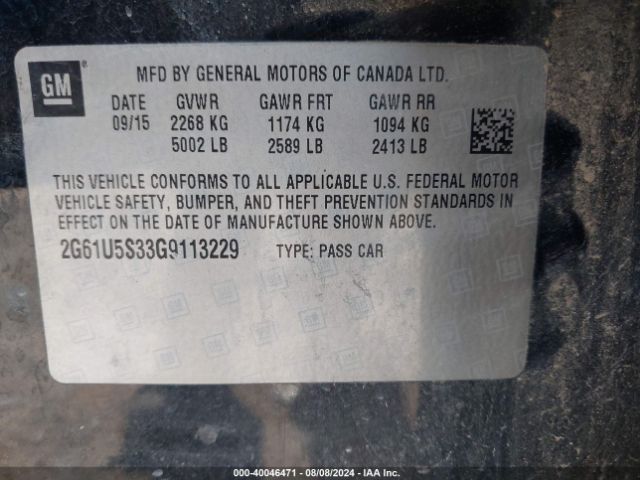 GM
MFD BY GENERAL MOTORS OF CANADA LTD.
DATE GVWR GAWR FRT GAWR RR
09/15 2268 KG 1174 KG 1094 KG
5002 LB 2589 LB 2413 LB
THIS VEHICLE CONFORMS TO ALL APPLICABLE U.S. FEDERAL MOTOR
VEHICLE SAFETY, BUMPER, AND THEFT PREVENTION STANDARDS IN
EFFECT ON THE DATE OF MANUFACTURE SHOWN ABOVE.
2G61U5S33G9113229 TYPE: PASS CAR
000-40046471 - 08/08/2024 - IAA Inc.